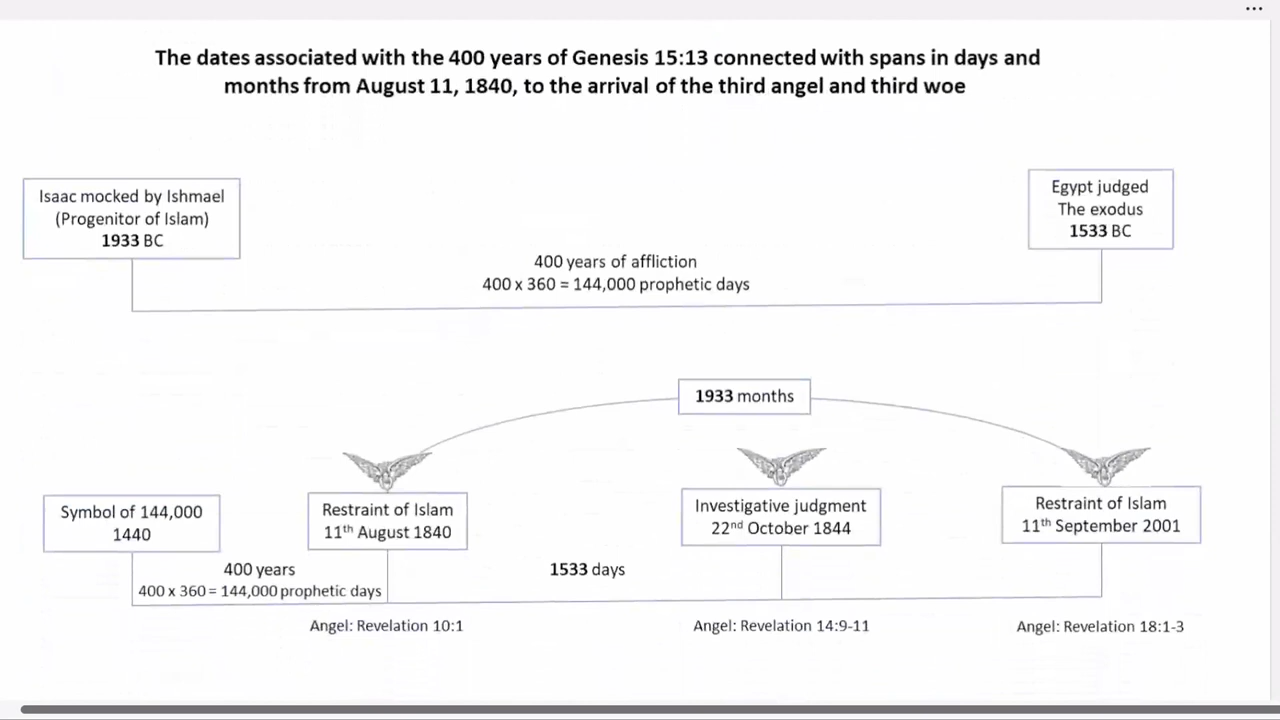 The dates associated with the 400 years of Genesis 15:13 connected with spans in days and
months from August 11, 1840, to the arrival of the third angel and third woe
Isaac mocked by Ishmael
(Progenitor of Islam)
1933 BC
Egypt judged
The exodus
1533 BC
400 years of affliction
400 x 360 = 144,000 prophetic days
1933 months
Symbol of 144,000
1440
Restraint of Islam
11th August 1840
Investigative judgment
22nd October 1844
Restraint of Islam
11th September 2001
400 years
400 x 360 = 144,000 prophetic days
1533 days
Angel: Revelation 10:1
Angel: Revelation 14:9-11
Angel: Revelation 18:1-3